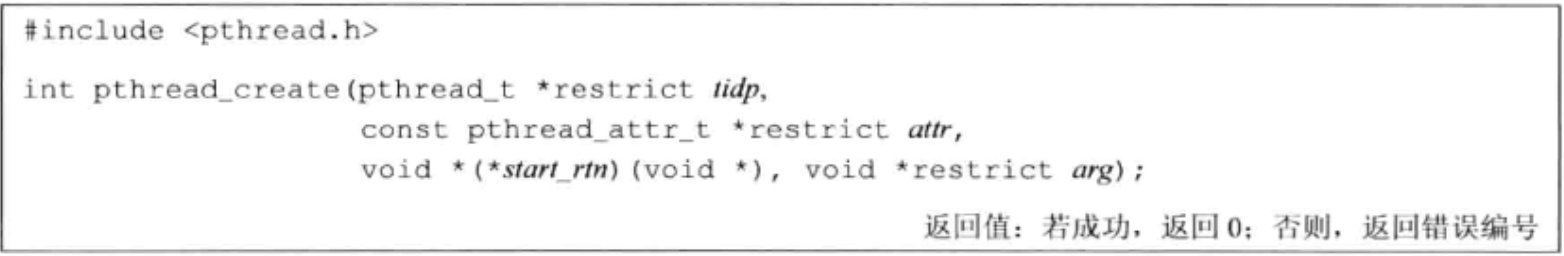 #include <pthread.h>
int pthread_create(pthread_t *restrict tidp,
const pthread_attr_t *restrict attr,
void *(*start_rtn)(void *), void *restrict arg);
返回值：若成功，返回 0；否则，返回错误编号